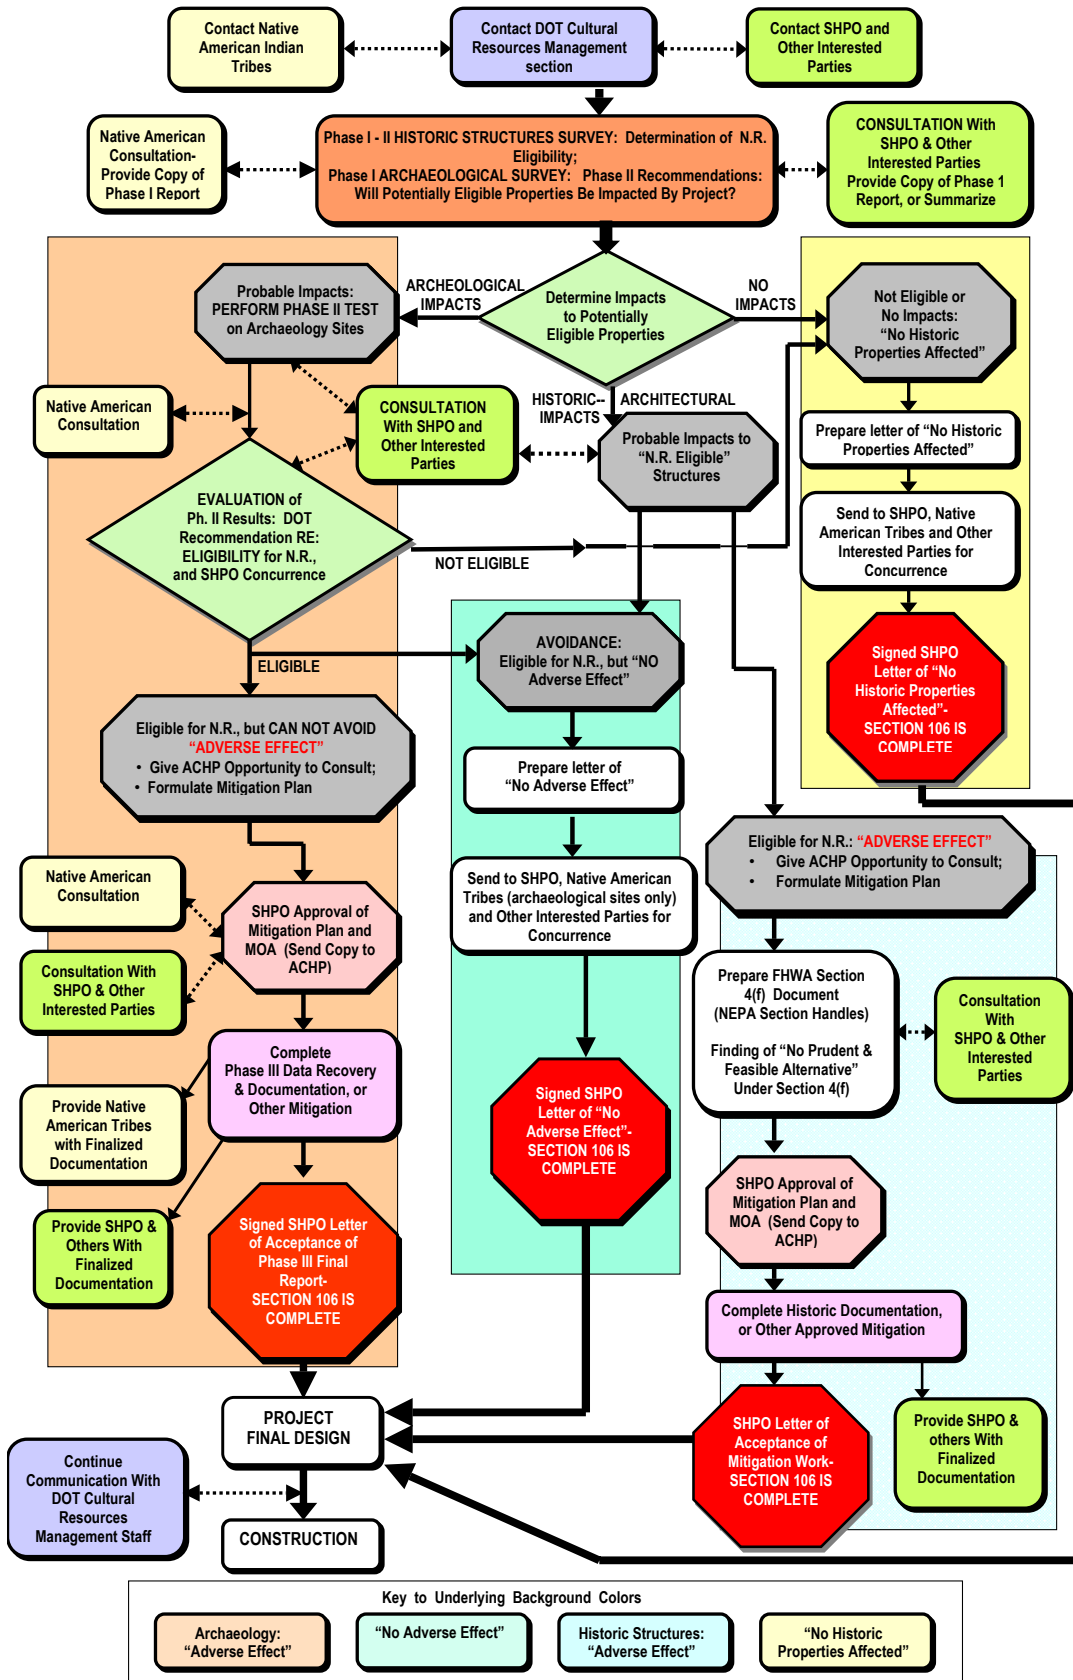 Contact Native
American Indian
Tribes
Contact DOT Cultural
Resources Management
section
Contact SHPO and
Other Interested
Parties
Native American
Consultation-
Provide Copy of
Phase I Report
Phase I - II HISTORIC STRUCTURES SURVEY: Determination of N.R.
Eligibility;
Phase I ARCHAEOLOGICAL SURVEY: Phase II Recommendations:
Will Potentially Eligible Properties Be Impacted By Project?
CONSULTATION With
SHPO & Other
Interested Parties
Provide Copy of Phase 1
Report, or Summarize
Probable Impacts:
PERFORM PHASE II TEST
on Archaeology Sites
ARCHEOLOGICAL
IMPACTS
Determine Impacts
to Potentially
Eligible Properties
NO
IMPACTS
Not Eligible or
No Impacts:
“No Historic
Properties Affected”
Native American
Consultation
CONSULTATION
With SHPO and
Other Interested
Parties
HISTORIC--
IMPACTS
ARCHITECTURAL
Probable Impacts to
“N.R. Eligible”
Structures
Prepare letter of “No Historic
Properties Affected”
EVALUATION of
Ph. II Results: DOT
Recommendation RE:
ELIGIBILITY for N.R.,
and SHPO Concurrence
NOT ELIGIBLE
Send to SHPO, Native
American Tribes and Other
Interested Parties for
Concurrence
ELIGIBLE
AVOIDANCE:
Eligible for N.R., but “NO
Adverse Effect”
Signed SHPO
Letter of “No
Historic Properties
Affected”-
SECTION 106 IS
COMPLETE
Eligible for N.R., but CAN NOT AVOID
“ADVERSE EFFECT”
• Give ACHP Opportunity to Consult;
• Formulate Mitigation Plan
Prepare letter of
“No Adverse Effect”
Eligible for N.R.: “ADVERSE EFFECT”
• Give ACHP Opportunity to Consult;
• Formulate Mitigation Plan
Native American
Consultation
SHPO Approval of
Mitigation Plan and
MOA (Send Copy to
ACHP)
Send to SHPO, Native American
Tribes (archaeological sites only)
and Other Interested Parties for
Concurrence
Consultation With
SHPO & Other
Interested Parties
Prepare FHWA Section
4(f) Document
(NEPA Section Handles)
Finding of “No Prudent &
Feasible Alternative”
Under Section 4(f)
Consultation
With
SHPO & Other
Interested
Parties
Complete
Phase III Data Recovery
& Documentation, or
Other Mitigation
Provide Native
American Tribes
with Finalized
Documentation
Signed SHPO
Letter of “No
Adverse Effect”-
SECTION 106 IS
COMPLETE
SHPO Approval of
Mitigation Plan and
MOA (Send Copy to
ACHP)
Provide SHPO &
Others With
Finalized
Documentation
Signed SHPO Letter
of Acceptance of
Phase III Final
Report-
SECTION 106 IS
COMPLETE
Complete Historic Documentation,
or Other Approved Mitigation
PROJECT
FINAL DESIGN
SHPO Letter of
Acceptance of
Mitigation Work-
SECTION 106 IS
COMPLETE
Provide SHPO &
others With
Finalized
Documentation
Continue
Communication With
DOT Cultural
Resources
Management Staff
CONSTRUCTION
Key to Underlying Background Colors
Archaeology:
“Adverse Effect”
“No Adverse Effect”
Historic Structures:
“Adverse Effect”
“No Historic
Properties Affected”